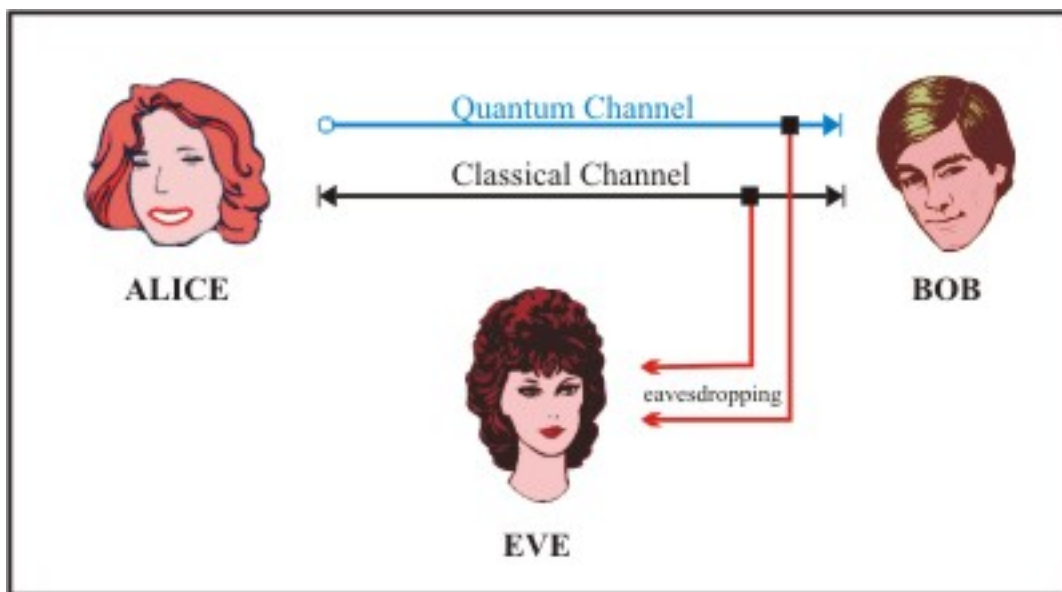 Quantum Channel
Classical Channel
ALICE
BOB
eavesdropping
EVE